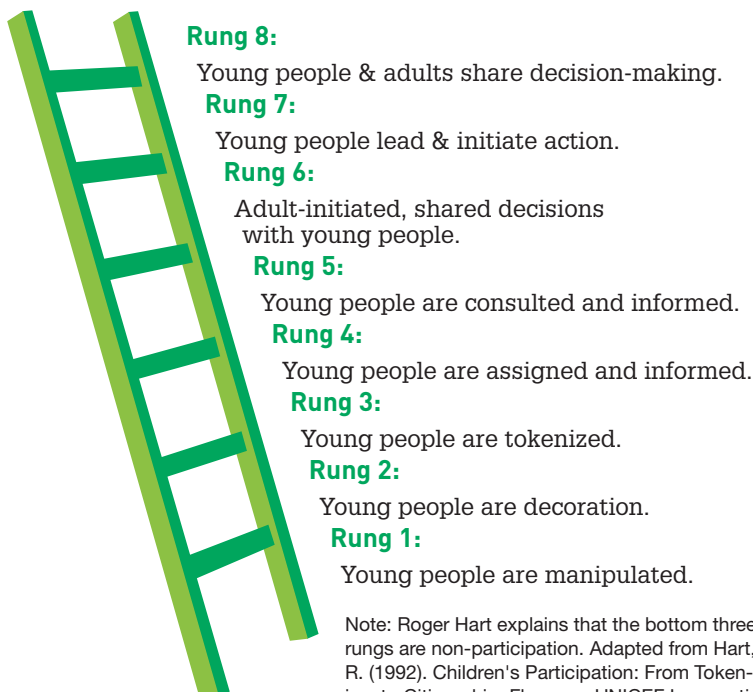 Rung 8:
Young people & adults share decision-making.
Rung 7:
Young people lead & initiate action.
Rung 6:
Adult-initiated, shared decisions
with young people.
Rung 5:
Young people are consulted and informed.
Rung 4:
Young people are assigned and informed.
Rung 3:
Young people are tokenized.
Rung 2:
Young people are decoration.
Rung 1:
Young people are manipulated.
Note: Roger Hart explains that the bottom three
rungs are non-participation. Adapted from Hart,
R. (1992). Children's Participation: From Token-